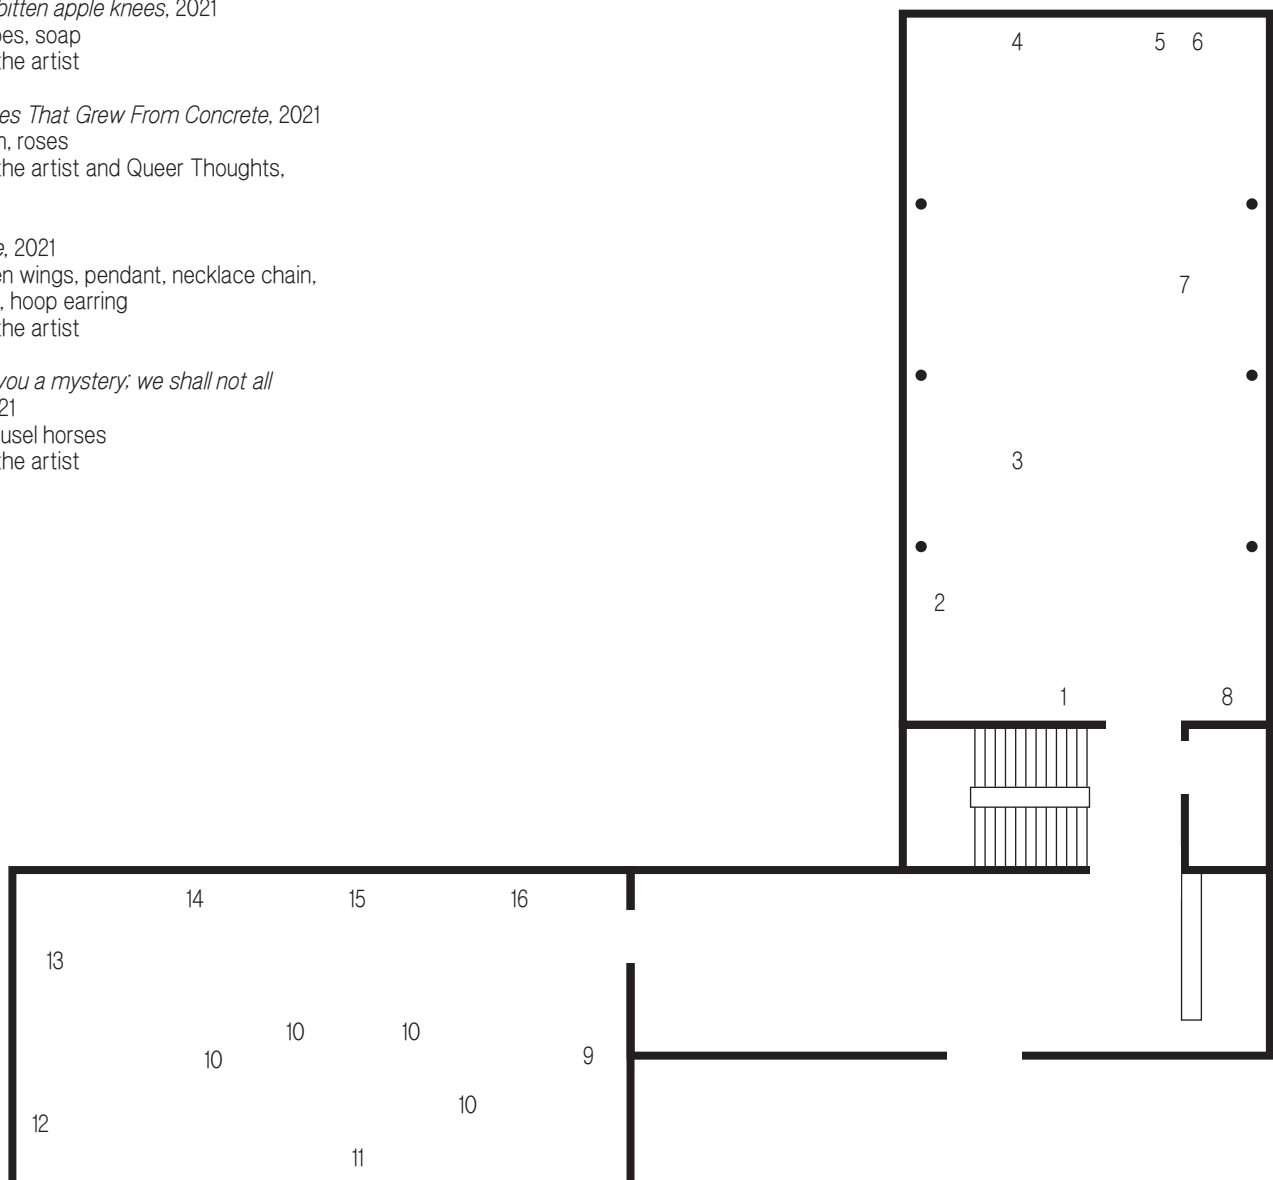 bitten apple knees, 2021
es, soap
the artist
es That Grew From Concrete, 2021
n, roses
the artist and Queer Thoughts,
e, 2021
en wings, pendant, necklace chain,
, hoop earring
the artist
you a mystery; we shall not all
21
usel horses
the artist
4 5 6
7
3
2
1 8
14 15 16
13
10 10
10 9
10
12
11